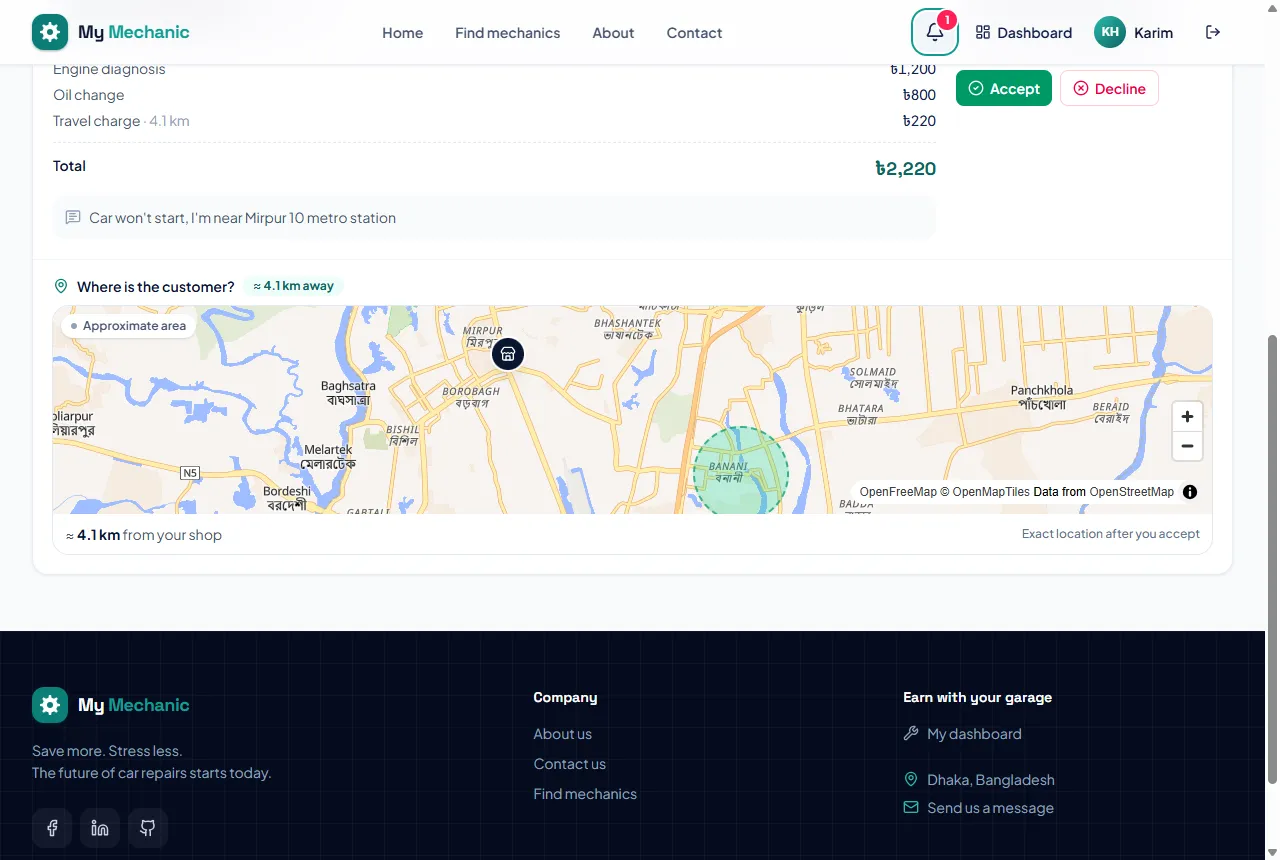 My Mechanic
Home
Find mechanics
About
Contact
1
Dashboard
KH
Karim
Engine diagnosis
৳1,200
Oil change
৳800
Travel charge · 4.1 km
৳220
Accept
Decline
Total
৳2,220
Car won't start, I'm near Mirpur 10 metro station
Where is the customer?
≈ 4.1 km away
Approximate area
MIRPUR
BHASHANTEK
ভাষানটেক
Baghsatra
বাঘসাত্রা
BOROBAGH
বড়বাগ
SOLMAID
সোলমাইদ
BHATARA
ভাটারা
Panchkhola
পাঁচখোলা
BERAID
বেরাইদ
BISHIL
বিশিল
Melartek
মেলারটেক
N5
BANANI
বনানী
Bordeshi
বরদেশী
GABTALI
BADDA
+
−
OpenFreeMap © OpenMapTiles Data from OpenStreetMap
≈ 4.1 km from your shop
Exact location after you accept
My Mechanic
Save more. Stress less.
The future of car repairs starts today.
Company
About us
Contact us
Find mechanics
Earn with your garage
My dashboard
Dhaka, Bangladesh
Send us a message